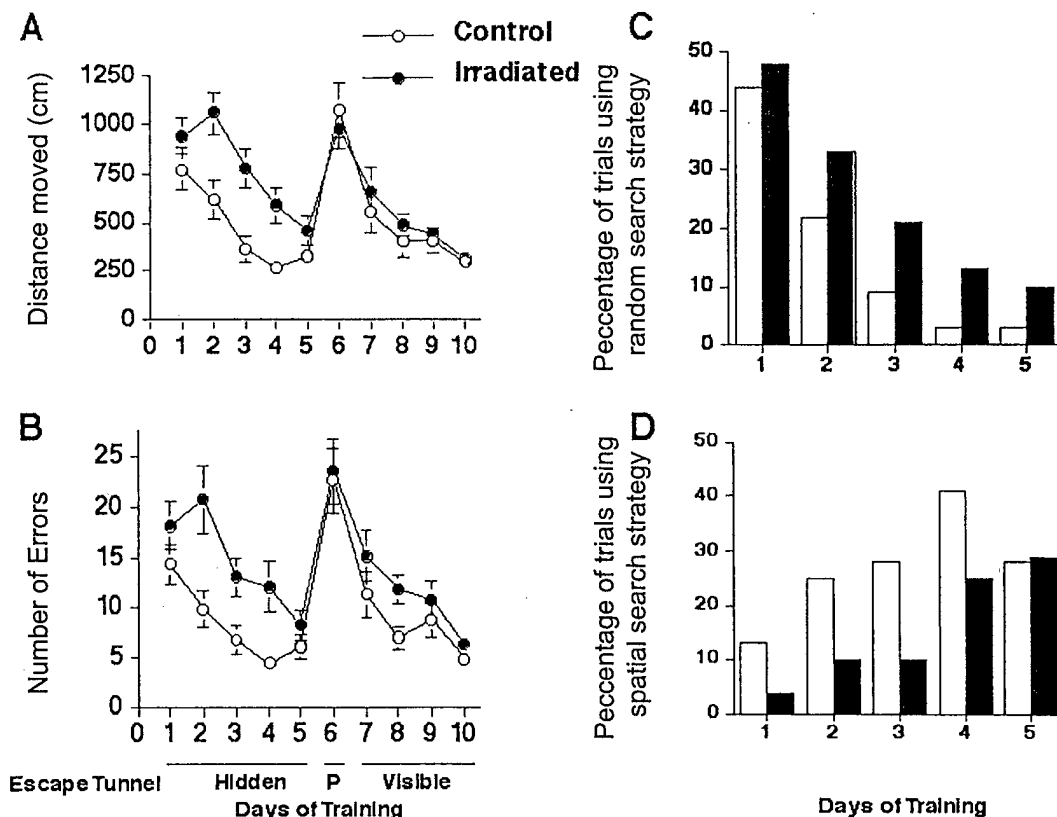 A
Control
Irradiated
Distance moved (cm)
1250
1000
750
500
250
0
0 1 2 3 4 5 6 7 8 9 10
B
Number of Errors
25
20
15
10
5
0
0 1 2 3 4 5 6 7 8 9 10
Escape Tunnel Hidden P Visible
Days of Training
C
Peccentage of trials using
random search strategy
50
40
30
20
10
0
1 2 3 4 5
D
Peccentage of trials using
spatial search strategy
50
40
30
20
10
0
1 2 3 4 5
Days of Training